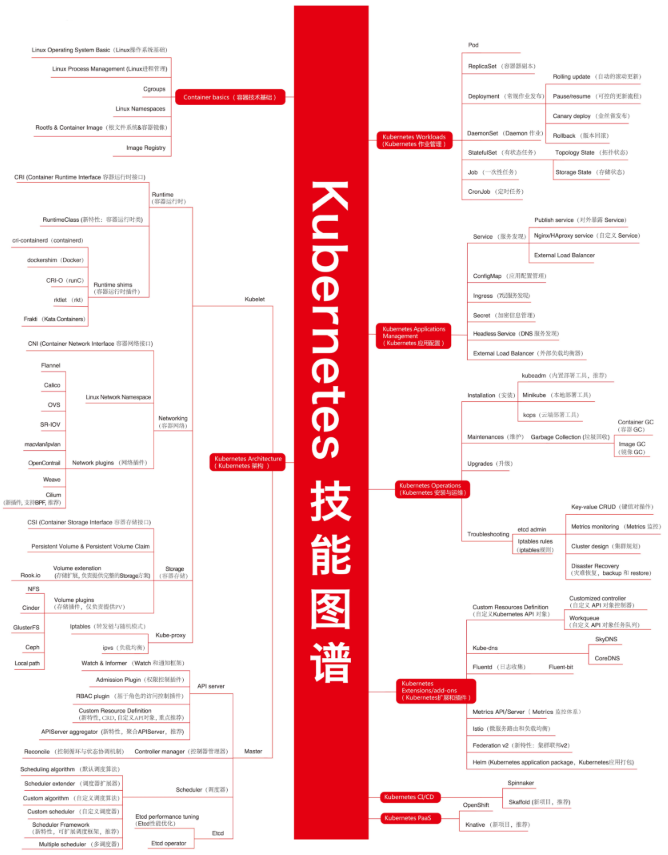 Kubernetes 技能图谱
Container basics（容器技术基础）
Linux Operating System Basic（Linux操作系统基础）
Linux Process Management (Linux进程管理)
Cgroups
Linux Namespaces
Rootfs & Container Image（根文件系统&容器镜像）
Image Registry
Kubernetes Architecture
（Kubernetes 架构 ）
Kubelet
Runtime
（容器运行时）
CRI (Container Runtime Interface 容器运行时接口)
RuntimeClass (新特性：容器运行时类)
Runtime shims
（容器运行时插件）
cri-containerd（containerd）
dockershim（Docker）
CRI-O（runC）
rktlet （rkt）
Frakti （Kata Containers）
Networking
（容器网络）
CNI (Container Network Interface 容器网络接口)
Linux Network Namespace
Network plugins （网络插件）
Flannel
Calico
OVS
SR-IOV
macvlan/ipvlan
OpenContrail
Weave
Cilium
(新插件, 支持BPF, 推荐)
Storage
（容器存储）
CSI (Container Storage Interface 容器存储接口)
Persistent Volume & Persistent Volume Claim
Volume extenstion
(存储扩展, 负责提供完整的Storage方案)
Rook.io
Volume plugins
（存储插件，仅负责提供PV）
NFS
Cinder
GlusterFS
Ceph
Local path
Kube-proxy
Iptables （转发链与随机模式）
ipvs（负载均衡）
Master
API server
Watch & Informer （Watch 和通知框架）
Admission Plugin（权限控制插件）
RBAC plugin （基于角色的访问控制插件）
Custom Resource Definition
(新特性, CRD, 自定义API对象, 重点推荐)
APIServer aggregator (新特性、聚合APIServer、推荐)
Controller manager（控制器管理器）
Reconcile （控制循环与状态协调机制）
Scheduler （调度器）
Scheduling algorithm（默认调度算法）
Scheduler extender （调度器扩展器）
Custom algorithm（自定义调度算法）
Custom scheduler（自定义调度器）
Scheduler Framework
（新特性，可扩展调度框架，推荐）
Multiple scheduler（多调度器）
Etcd
Etcd performance tuning
(Etcd性能优化)
Etcd operator
Kubernetes Workloads
(Kubernetes 作业管理）
Pod
ReplicaSet （容器器副本）
Deployment （常规作业发布）
Rolling update （自动的滚动更新）
Pause/resume （可控的更新流程）
Canery deploy （金丝雀发布）
Rollback （版本回滚）
DaemonSet （Daemon 作业）
StatefulSet （有状态任务）
Topology State （拓扑状态）
Storage State （存储状态）
Job （一次性任务）
CronJob （定时任务）
Kubernetes Applications
Management
( Kubernetes 应用配置)
Service （服务发现）
Publish service（对外暴露 Service）
Nginx/HAproxy service（自定义 Service）
External Load Balancer
ConfigMap （应用配置管理）
Ingress （7层服务发现）
Secret （加密信息管理）
Headless Service（DNS 服务发现）
External Load Balancer（外部负载均衡器）
Kubernetes Operations
（Kubernetes 安装与运维）
Installation（安装）
kubeadm（内置部署工具，推荐）
Minikube （本地部署工具）
kops （云端部署工具）
Maintenances（维护）
Garbage Collection (垃圾回收)
Container GC
(容器 GC)
Image GC
(镜像 GC)
Upgrades（升级）
Troubleshooting
etcd admin
Key-value CRUD（键值对操作）
Metrics monitoring （Metrics 监控）
Cluster design（集群规划）
Disaster Recovery
（灾难恢复，backup 和 restore）
Iptables rules
（iptables规则）
Kubernetes
Extensions/add-ons
（Kubernetes扩展和插件）
Custom Resources Definition
（自定义Kubernetes API 对象）
Customized controller
（自定义 API 对象控制器）
Workqueue
（自定义 API 对象任务队列）
Kube-dns
SkyDNS
CoreDNS
Fluentd（日志收集）
Fluent-bit
Metrics API/Server（ Metrics 监控体系）
Istio（微服务路由和负载均衡）
Federation v2（新特性：集群联邦v2）
Helm (Kubernetes application package，Kubernetes应用打包)
Kubernetes CI/CD
Spinnaker
Skaffold（新项目，推荐）
Kubernetes PaaS
OpenShift
Knative（新项目，推荐）